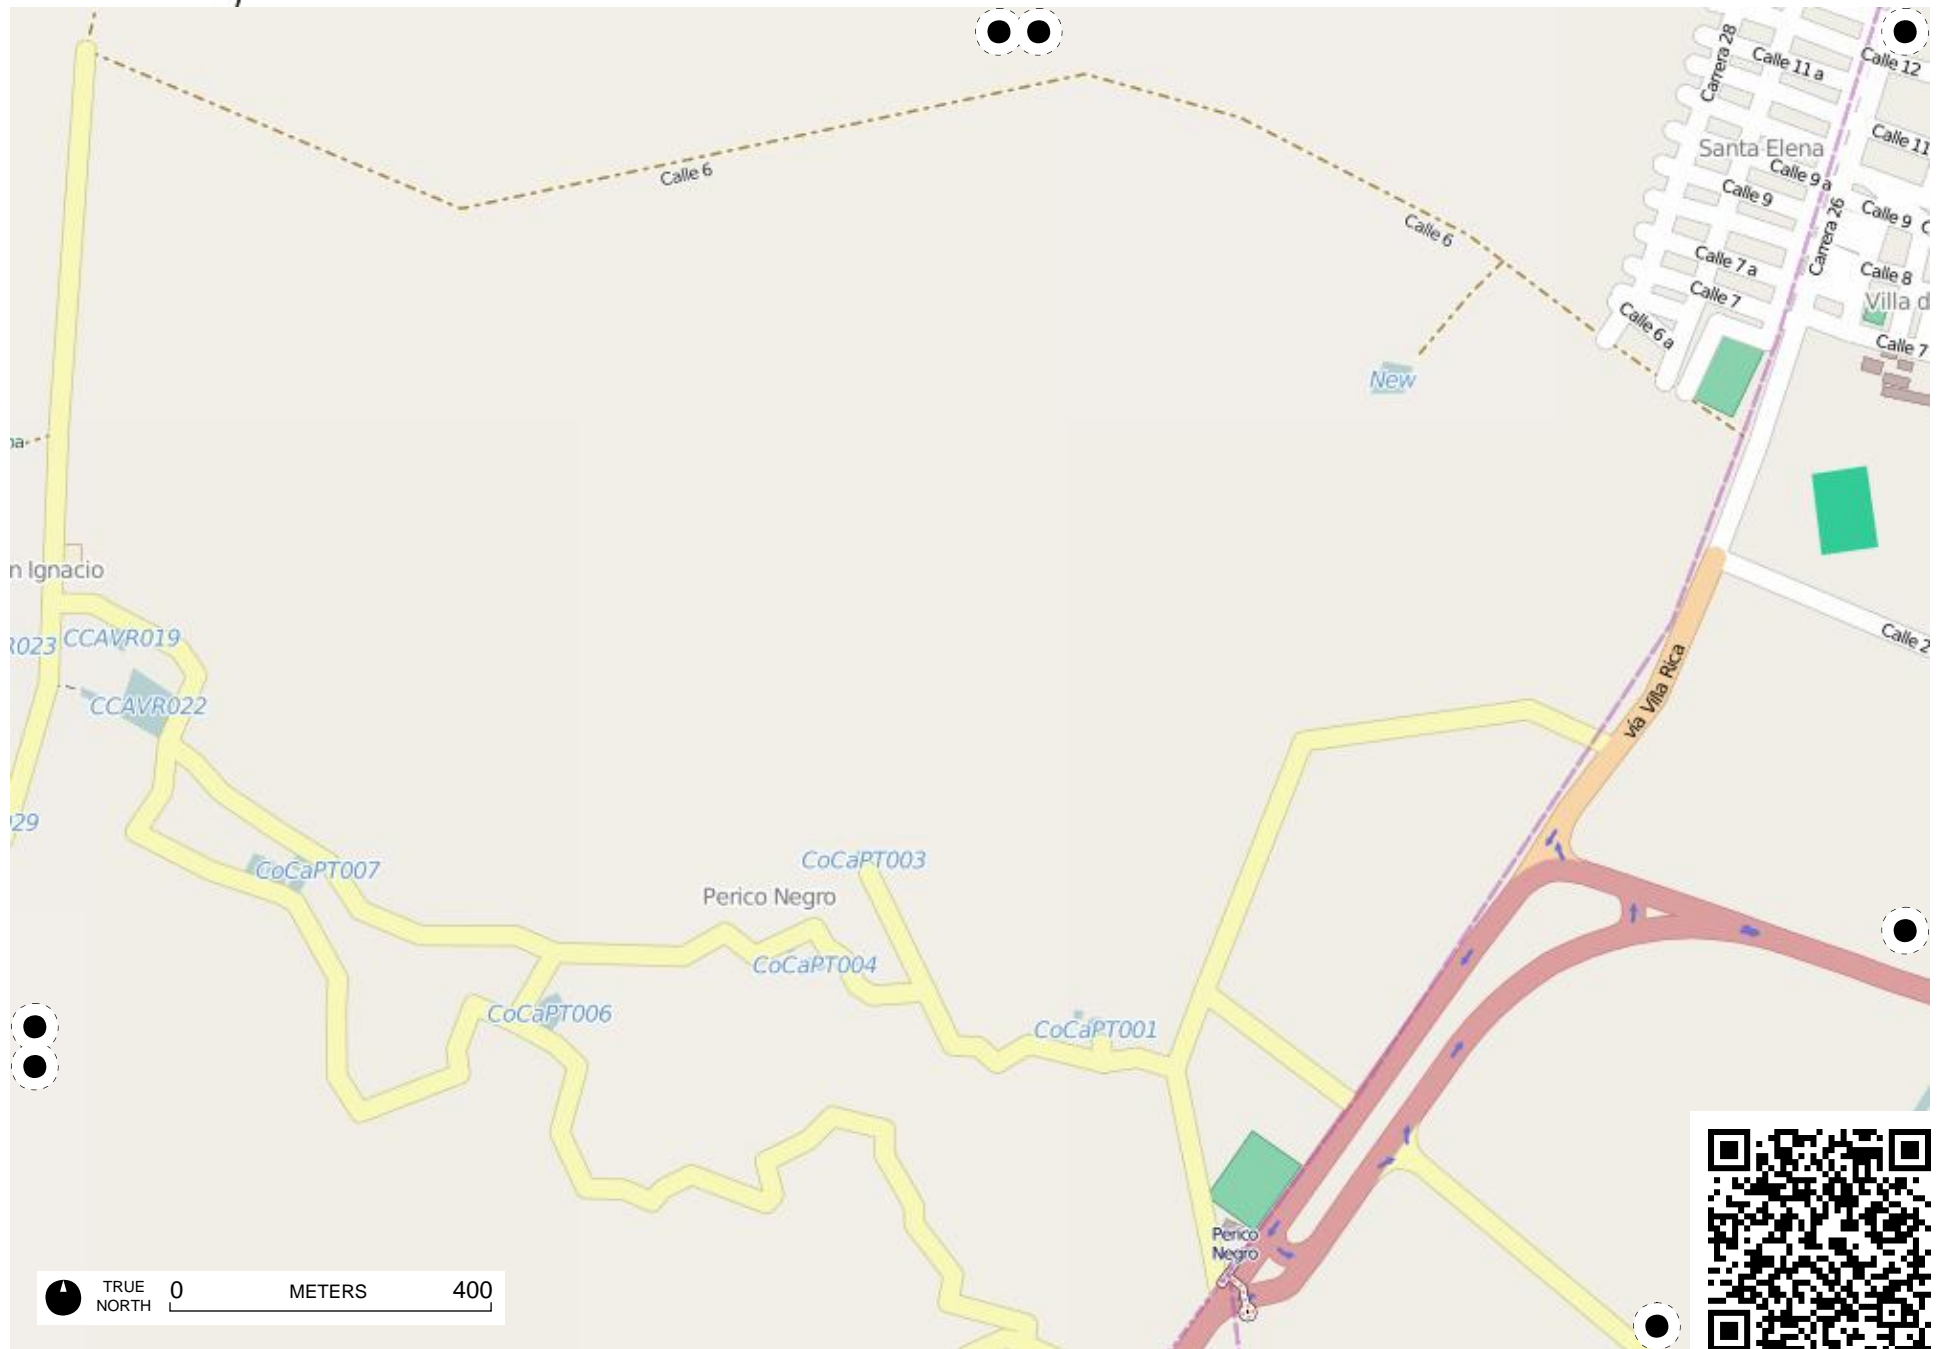 Carrera 28
Calle 11 a
Calle 12
Calle 11
Santa Elena
Calle 9 a
Calle 9
Calle 9
Calle 6
Carrera 26
Calle 6
Calle 7 a
Calle 8
Calle 7
Villa d
Calle 6 a
Calle 7
New
na
n Ignacio
R023
CCAVR019
Calle 2
vía Villa Rica
CCAVR022
29
CoCaPT003
CoCaPT007
Perico Negro
CoCaPT004
CoCaPT006
CoCaPT001
Perico
Negro
TRUE
NORTH
0 METERS 400